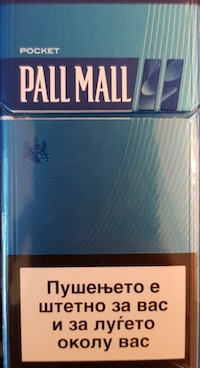 POCKET
PALL MALL
Пушењето е
штетно за вас
и за луѓето
околу вас